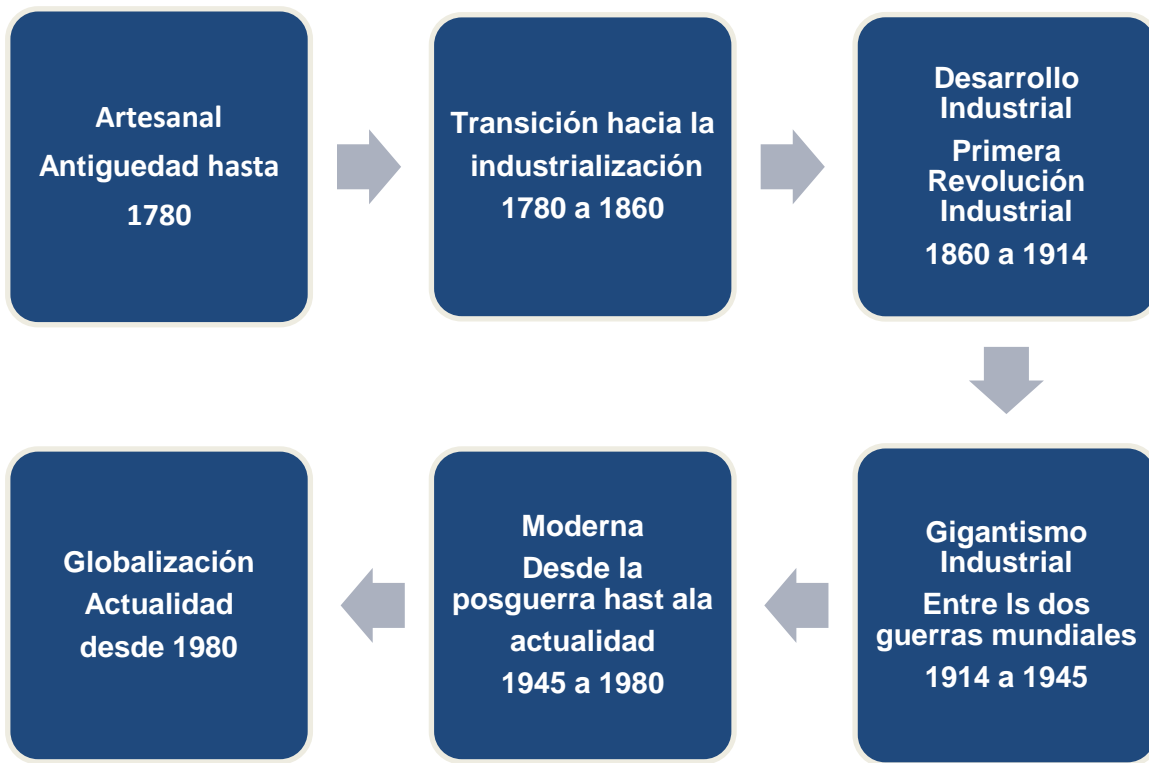 Artesanal
Antiguedad hasta
1780
Transición hacia la
industrialización
1780 a 1860
Desarrollo
Industrial
Primera
Revolución
Industrial
1860 a 1914
Gigantismo
Industrial
Entre ls dos
guerras mundiales
1914 a 1945
Moderna
Desde la
posguerra hast ala
actualidad
1945 a 1980
Globalización
Actualidad
desde 1980